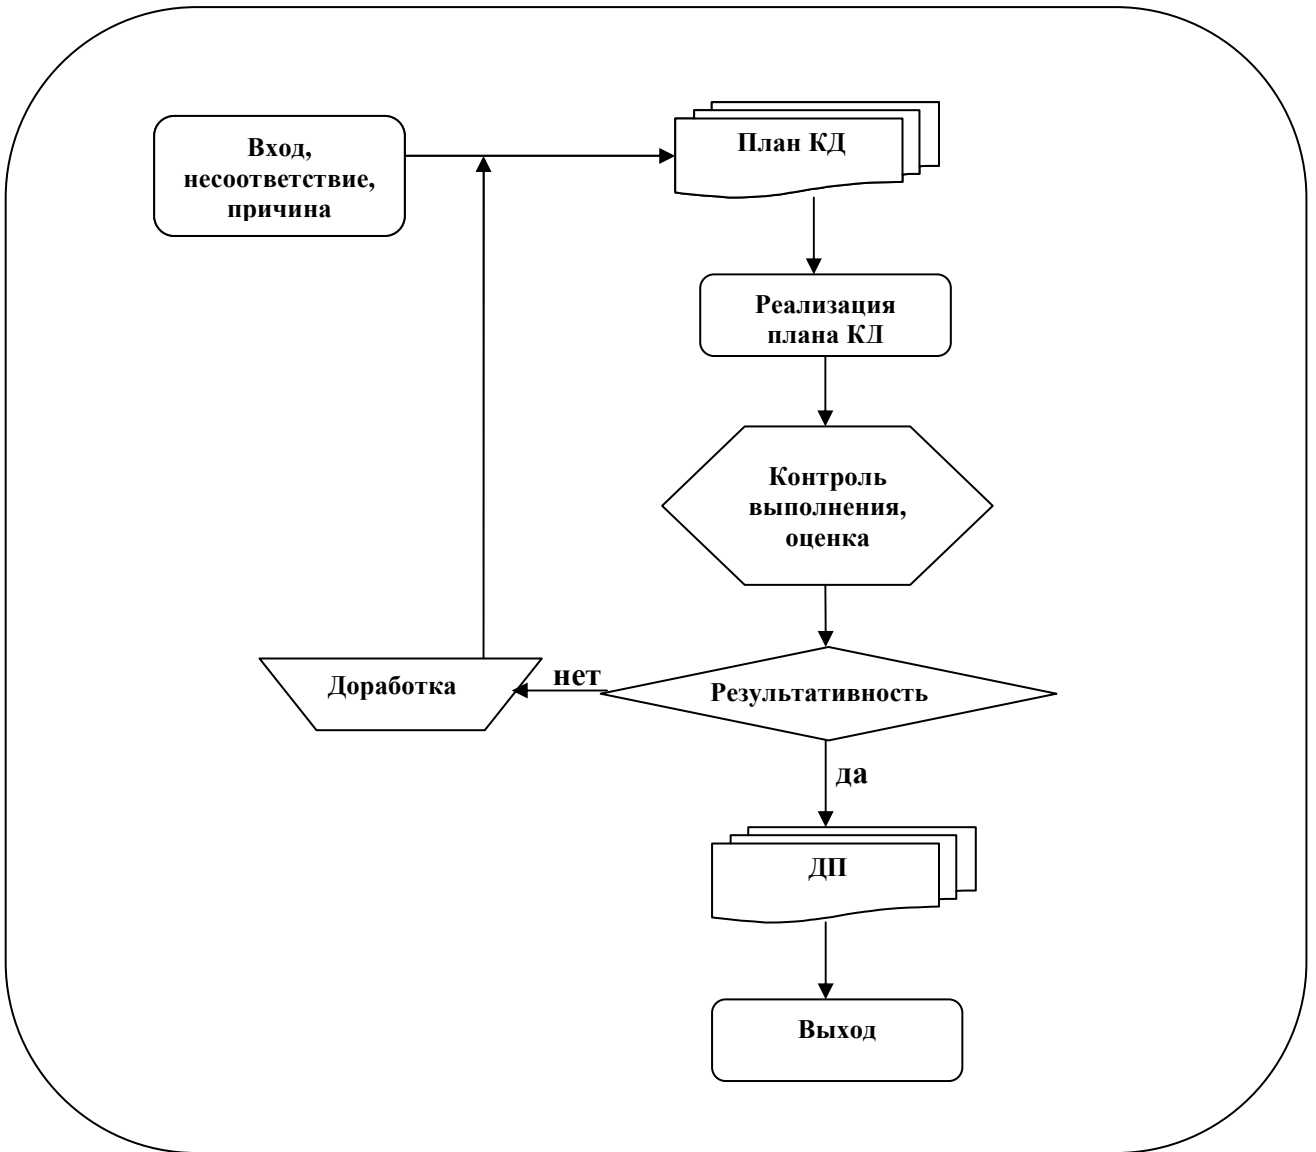 Вход,
несоответствие,
причина
План КД
Реализация
плана КД
Контроль
выполнения,
оценка
Доработка
нет
Результативность
да
ДП
Выход